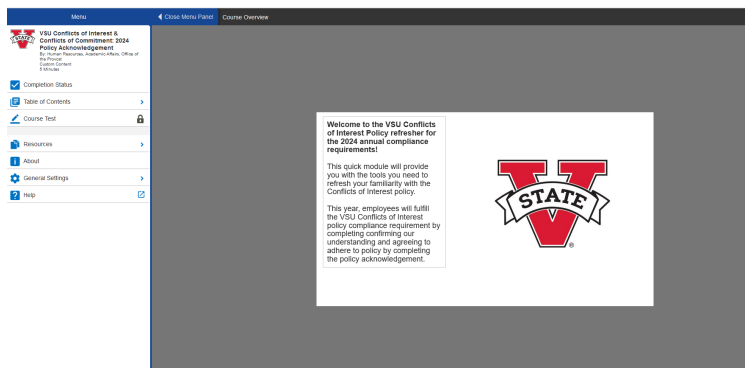 Menu
Close Menu Panel
Course Overview
STATE
VSU Conflicts of Interest &
Conflicts of Commitment: 2024
Policy Acknowledgement
By: Human Resources, Academic Affairs, Office of
the Provost
Custom Content
5 Minutes
Completion Status
Table of Contents
Course Test
Resources
About
General Settings
Help
Welcome to the VSU Conflicts
of Interest Policy refresher for
the 2024 annual compliance
requirements!
This quick module will provide
you with the tools you need to
refresh your familiarity with the
Conflicts of Interest policy.
This year, employees will fulfill
the VSU Conflicts of Interest
policy compliance requirement by
completing confirming our
understanding and agreeing to
adhere to policy by completing
the policy acknowledgement.
V
STATE
®